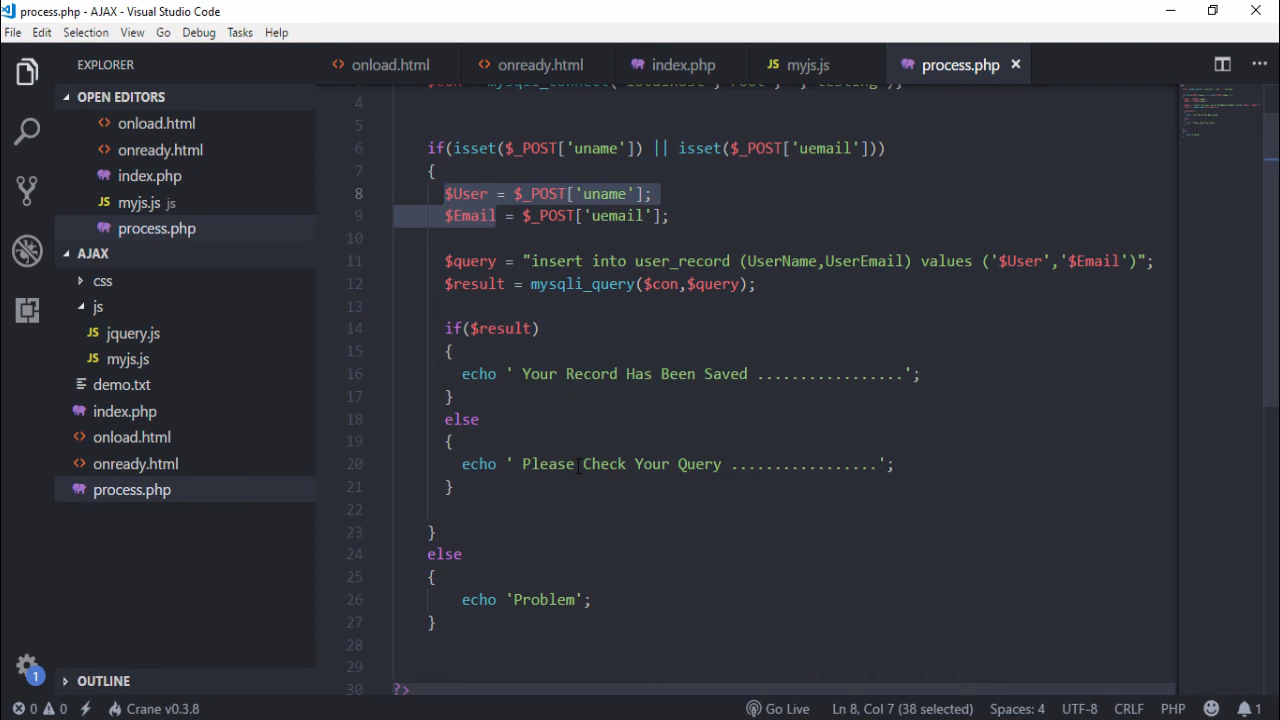 process.php - AJAX - Visual Studio Code
File Edit Selection View Go Debug Tasks Help
EXPLORER
onload.html onready.html index.php JS myjs.js process.php ×
OPEN EDITORS
onload.html
onready.html
index.php
JS myjs.js js
process.php
AJAX
css
js
JS jquery.js
JS myjs.js
demo.txt
index.php
onload.html
onready.html
process.php
OUTLINE
4
5
6 if(isset($_POST['uname']) || isset($_POST['uemail']))
7 {
8 $User = $_POST['uname'];
9 $Email = $_POST['uemail'];
10
11 $query = "insert into user_record (UserName,UserEmail) values ('$User','$Email')";
12 $result = mysqli_query($con,$query);
13
14 if($result)
15 {
16 echo ' Your Record Has Been Saved .................';
17 }
18 else
19 {
20 echo ' Please Check Your Query .................';
21 }
22
23 }
24 else
25 {
26 echo 'Problem';
27 }
28
29
30 ?>
1
0 0 Crane v0.3.8 Go Live Ln 8, Col 7 (38 selected) Spaces: 4 UTF-8 CRLF PHP 1